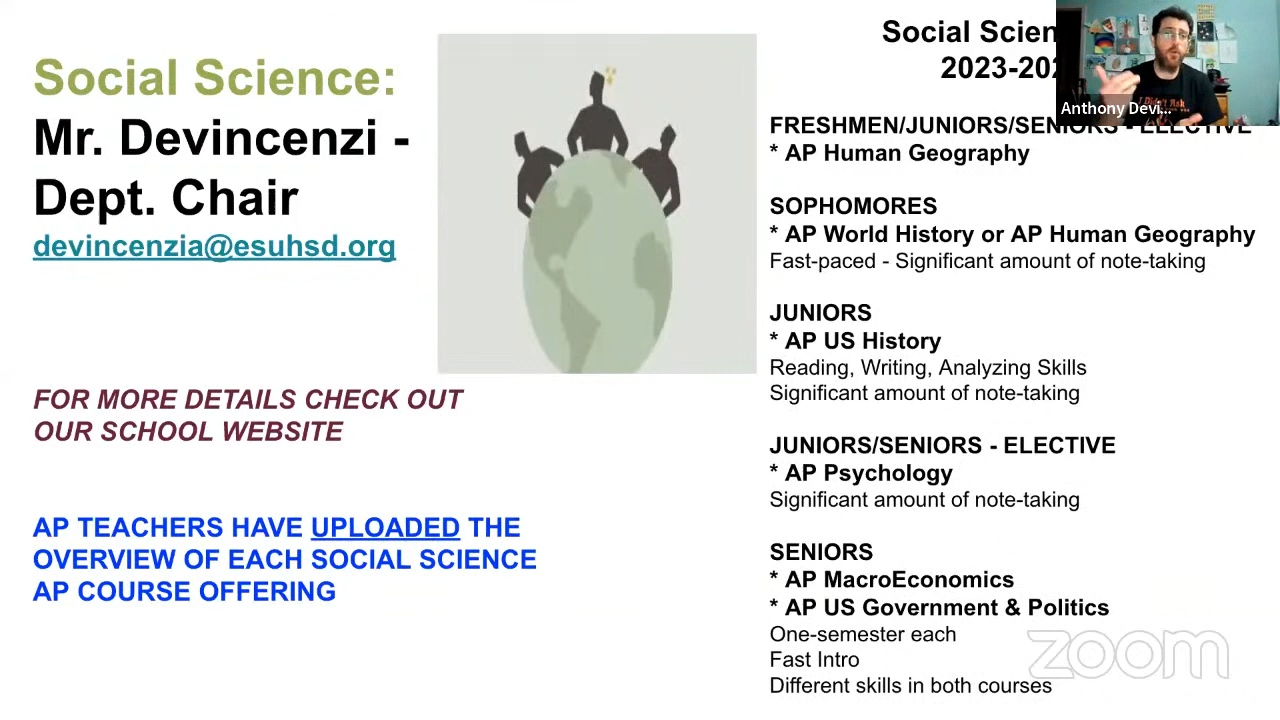 Social Science:
Mr. Devincenzi -
Dept. Chair
devincenzia@esuhsd.org
FOR MORE DETAILS CHECK OUT
OUR SCHOOL WEBSITE
AP TEACHERS HAVE UPLOADED THE
OVERVIEW OF EACH SOCIAL SCIENCE
AP COURSE OFFERING
Social Scien
2023-202
I Didn't Ask
Anthony Devi...
FRESHMEN/JUNIORS/SENIORS - ELECTIVE
* AP Human Geography
SOPHOMORES
* AP World History or AP Human Geography
Fast-paced - Significant amount of note-taking
JUNIORS
* AP US History
Reading, Writing, Analyzing Skills
Significant amount of note-taking
JUNIORS/SENIORS - ELECTIVE
* AP Psychology
Significant amount of note-taking
SENIORS
* AP MacroEconomics
* AP US Government & Politics
One-semester each
Fast Intro
Different skills in both courses
zoom